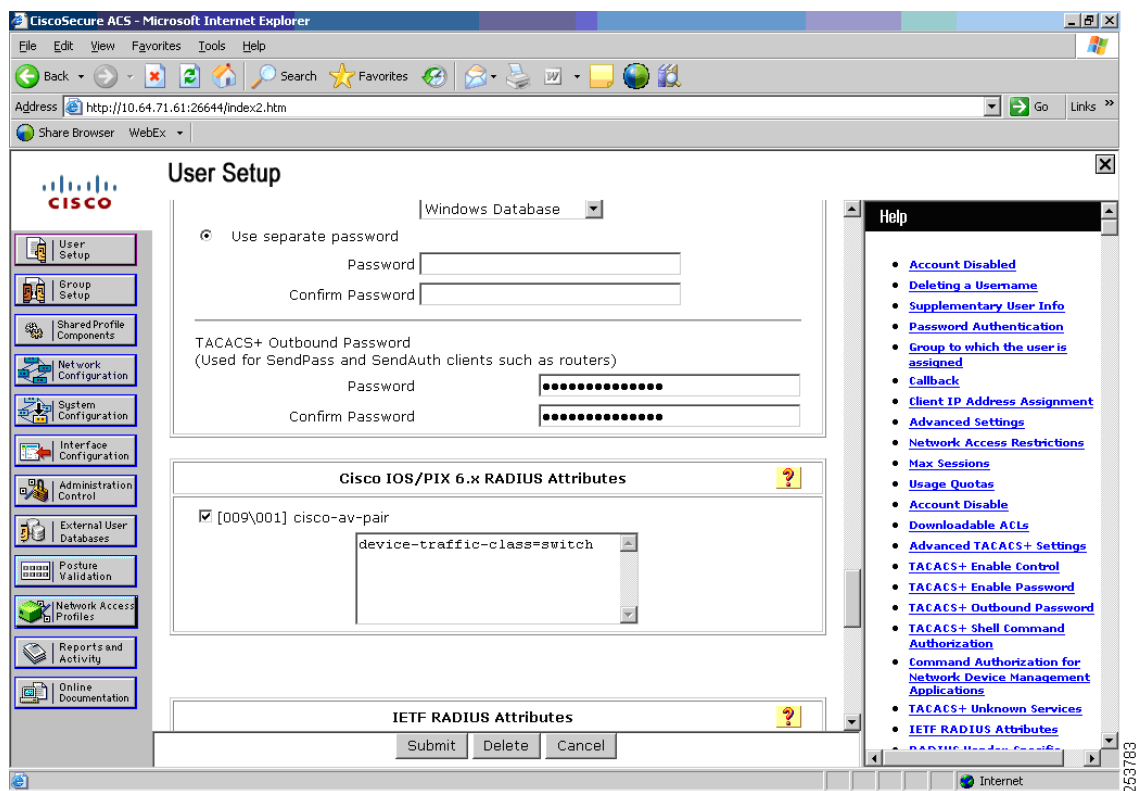 CiscoSecure ACS - Microsoft Internet Explorer
File Edit View Favorites Tools Help
Back Search Favorites
Address http://10.64.71.61:26644/index2.htm Go Links »
Share Browser WebEx
CISCO
User Setup
User Setup
Group Setup
Shared Profile Components
Network Configuration
System Configuration
Interface Configuration
Administration Control
External User Databases
Posture Validation
Network Access Profiles
Reports and Activity
Online Documentation
Windows Database
Use separate password
Password
Confirm Password
TACACS+ Outbound Password
(Used for SendPass and SendAuth clients such as routers)
Password ••••••••••••••
Confirm Password ••••••••••••••
Cisco IOS/PIX 6.x RADIUS Attributes ?
[009\001] cisco-av-pair
device-traffic-class=switch
IETF RADIUS Attributes ?
Submit Delete Cancel
Help
Account Disabled
Deleting a Username
Supplementary User Info
Password Authentication
Group to which the user is
assigned
Callback
Client IP Address Assignment
Advanced Settings
Network Access Restrictions
Max Sessions
Usage Quotas
Account Disable
Downloadable ACLs
Advanced TACACS+ Settings
TACACS+ Enable Control
TACACS+ Enable Password
TACACS+ Outbound Password
TACACS+ Shell Command
Authorization
Command Authorization for
Network Device Management
Applications
TACACS+ Unknown Services
IETF RADIUS Attributes
Internet
253783